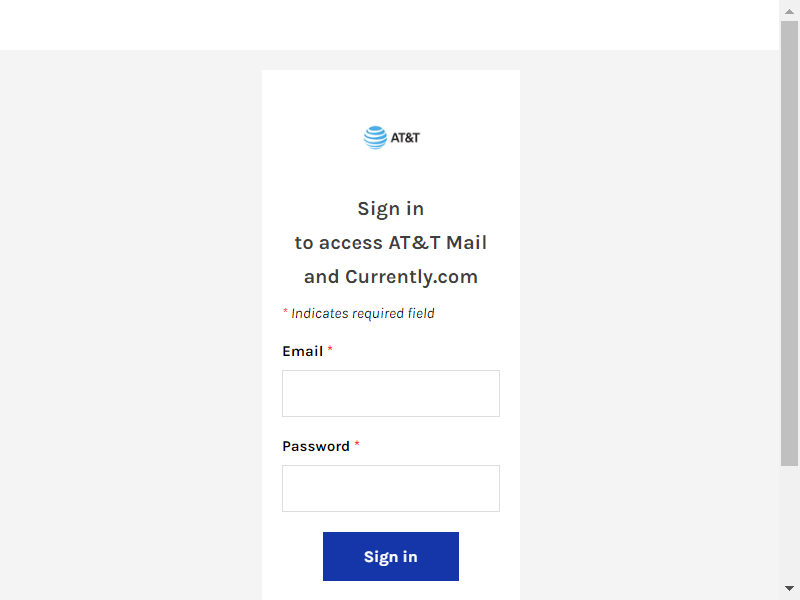 AT&T
Sign in
to access AT&T Mail
and Currently.com
* Indicates required field
Email *
Password *
Sign in